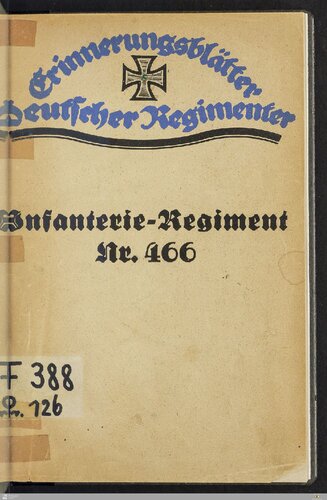 Erinnerungsblätter
Deutscher Regimenter
Infanterie-Regiment
Nr. 466
F 388
R. 126